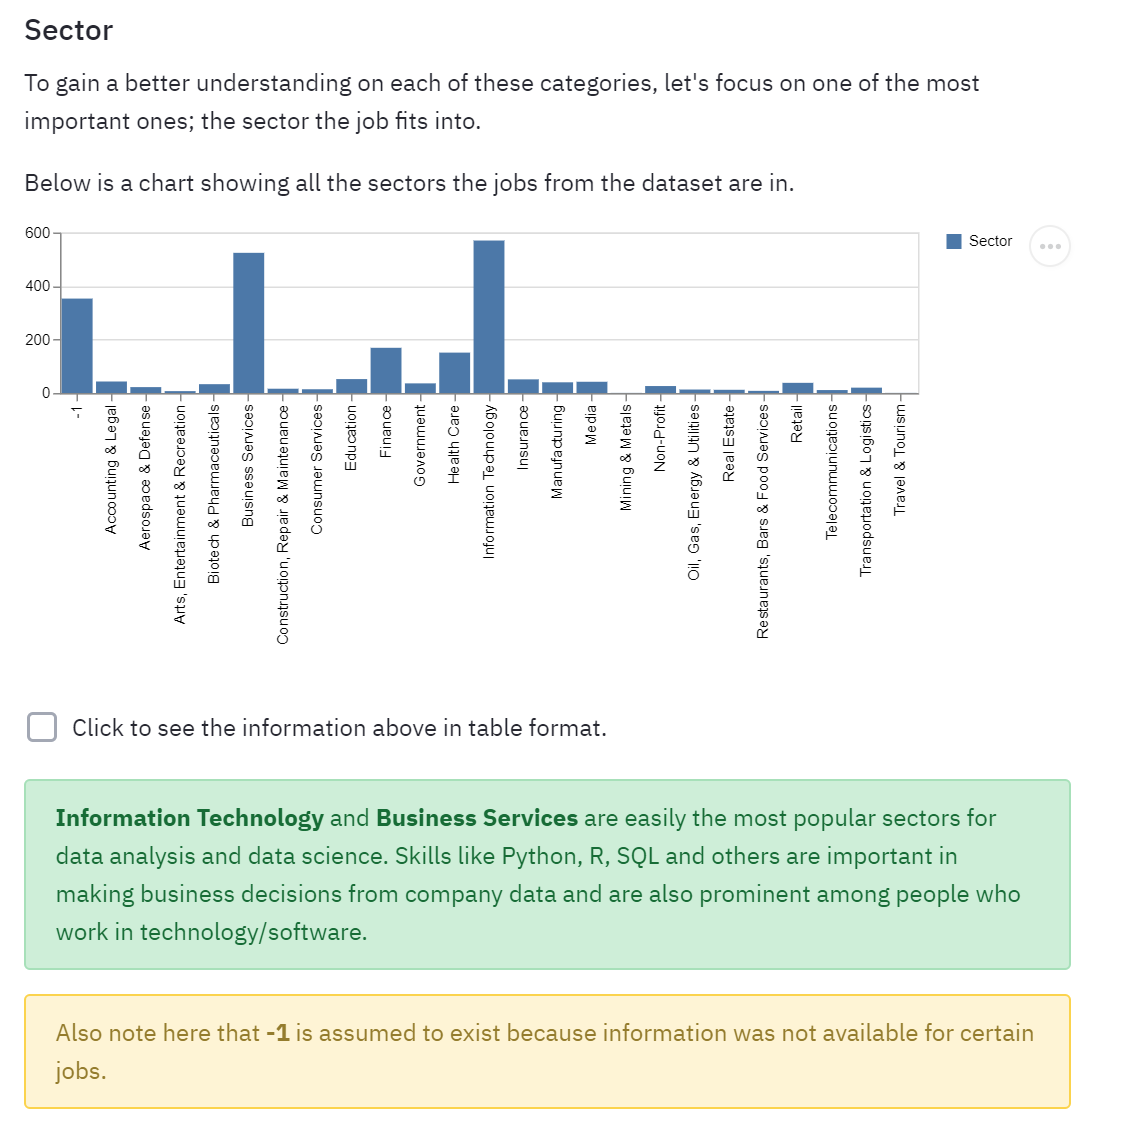 Sector
To gain a better understanding on each of these categories, let's focus on one of the most
important ones; the sector the job fits into.
Below is a chart showing all the sectors the jobs from the dataset are in.
600
400
200
0
Sector
-1
Accounting & Legal
Aerospace & Defense
Arts, Entertainment & Recreation
Biotech & Pharmaceuticals
Business Services
Construction, Repair & Maintenance
Consumer Services
Education
Finance
Government
Health Care
Information Technology
Insurance
Manufacturing
Media
Mining & Metals
Non-Profit
Oil, Gas, Energy & Utilities
Real Estate
Restaurants, Bars & Food Services
Retail
Telecommunications
Transportation & Logistics
Travel & Tourism
Click to see the information above in table format.
Information Technology and Business Services are easily the most popular sectors for
data analysis and data science. Skills like Python, R, SQL and others are important in
making business decisions from company data and are also prominent among people who
work in technology/software.
Also note here that -1 is assumed to exist because information was not available for certain
jobs.